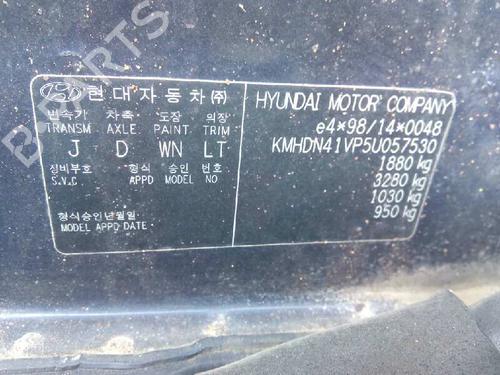 현대자동차㈜
변속기 차축 도장 의장
TRANSM AXLE PAINT TRIM
J D WN LT
정비부호 형식 승인 번호
S.V.C. APPD MODEL NO
형식승인년월일
MODEL APPD DATE
HYUNDAI MOTOR COMPANY
e4*98/14*0048
KMHDN41VP5U057530
1880 kg
3280 kg
1030 kg
950 kg
PARTS